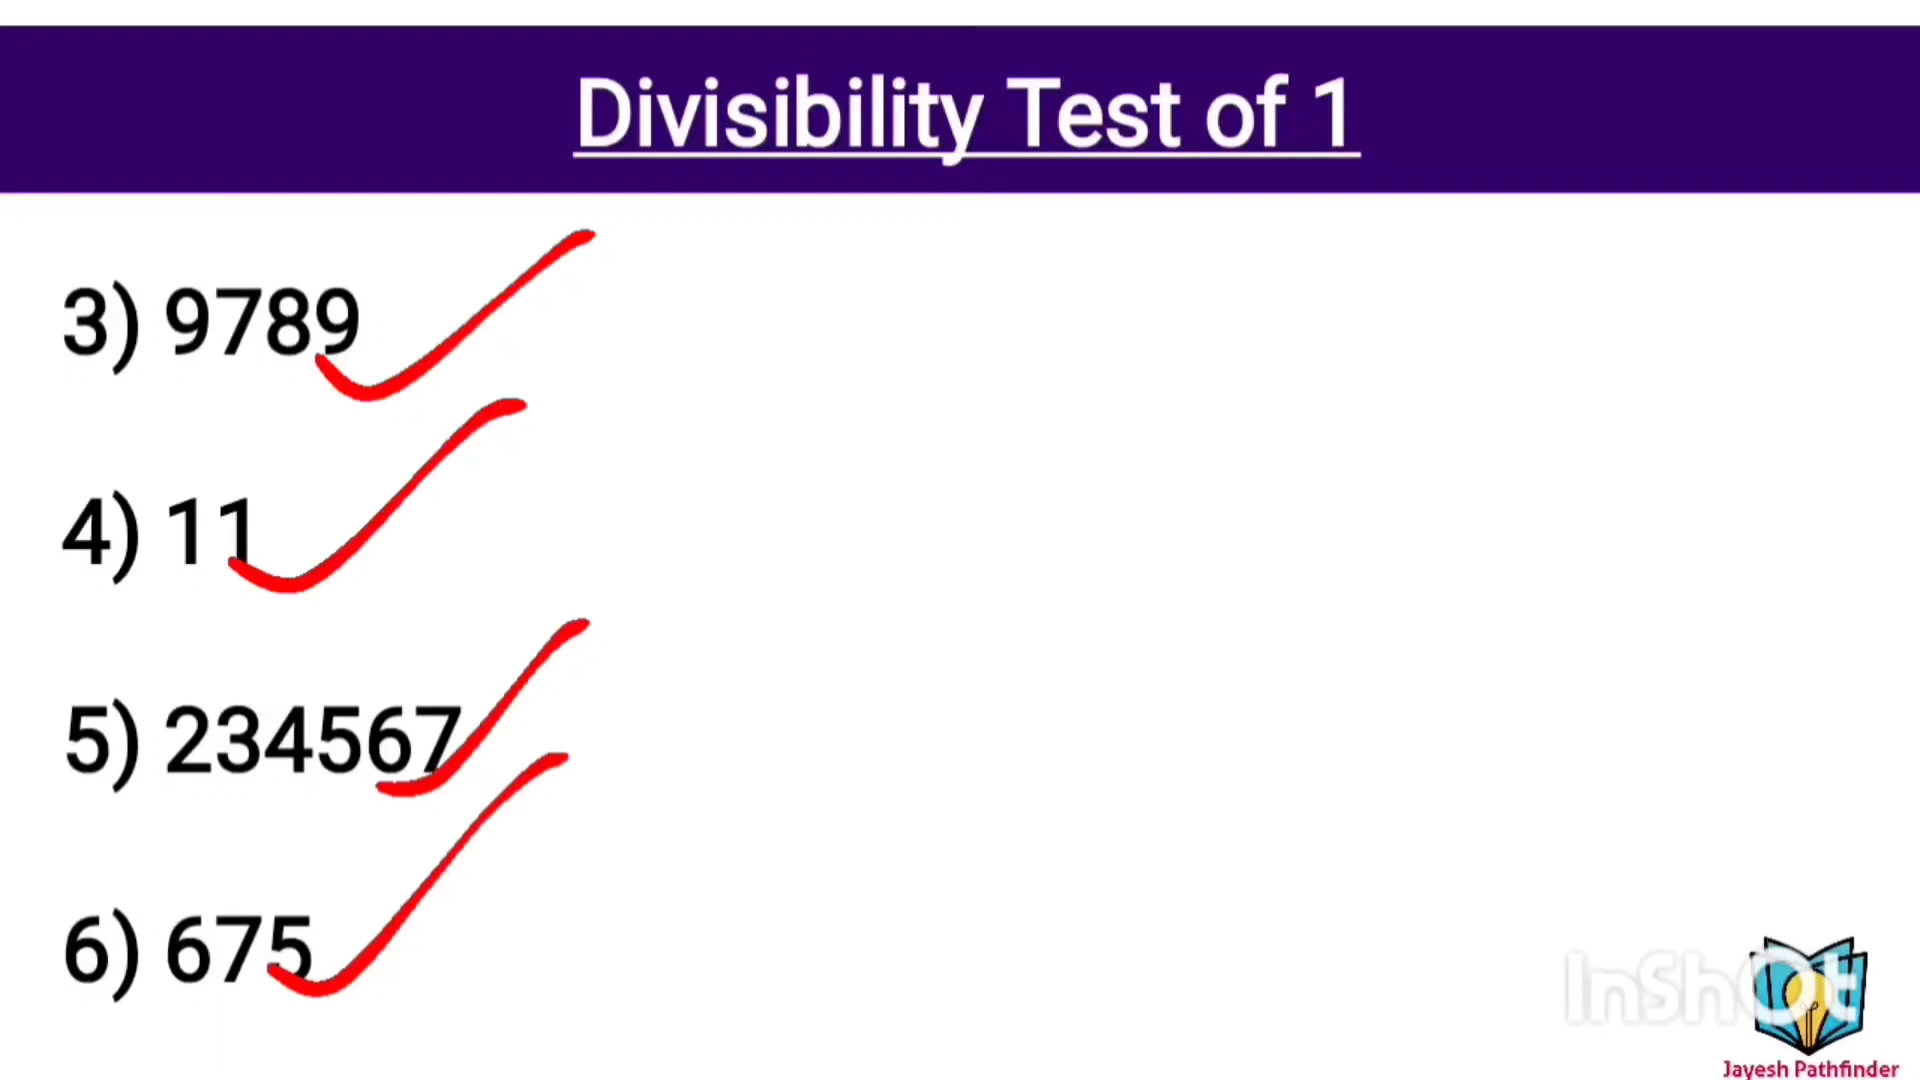 Divisibility Test of 1
3) 9789
4) 11
5) 234567
6) 675
InShot
Jayesh Pathfinder